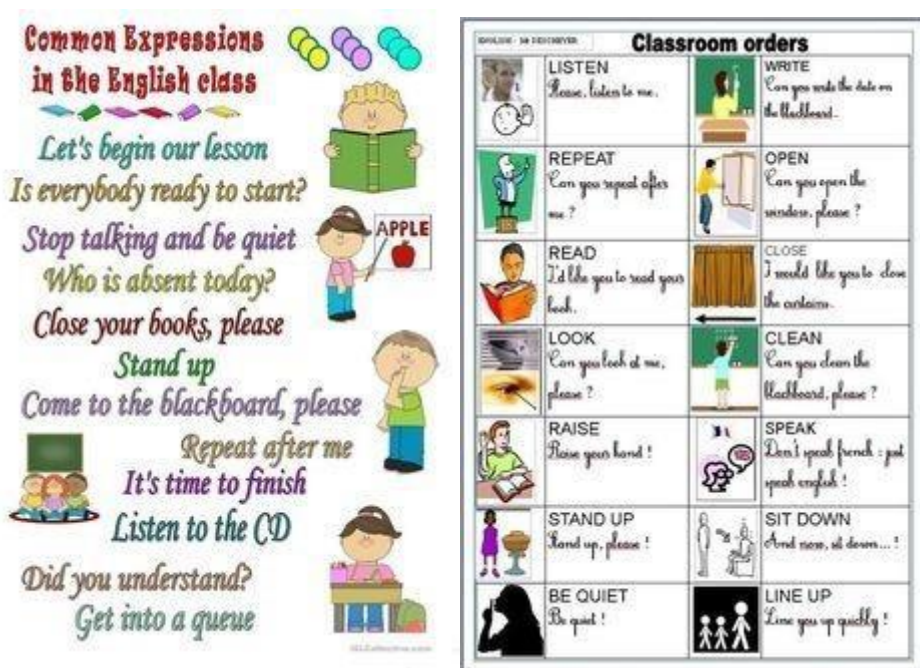 Common Expressions
in the English class
Let's begin our lesson
Is everybody ready to start?
Stop talking and be quiet
APPLE
Who is absent today?
Close your books, please
Stand up
Come to the blackboard, please
Repeat after me
It's time to finish
Listen to the CD
Did you understand?
Get into a queue
Classroom orders
LISTEN
Please, listen to me.
WRITE
Can you write the date on
the blackboard.
REPEAT
Can you repeat after
me ?
OPEN
Can you open the
window, please ?
READ
I'd like you to read your
book.
CLOSE
I would like you to close
the curtains.
LOOK
Can you look at me,
please ?
CLEAN
Can you clean the
blackboard, please ?
RAISE
Raise your hand !
SPEAK
Don't speak french : just
speak english !
STAND UP
Stand up, please !
SIT DOWN
And now, sit down... !
BE QUIET
Be quiet !
LINE UP
Line you up quickly !